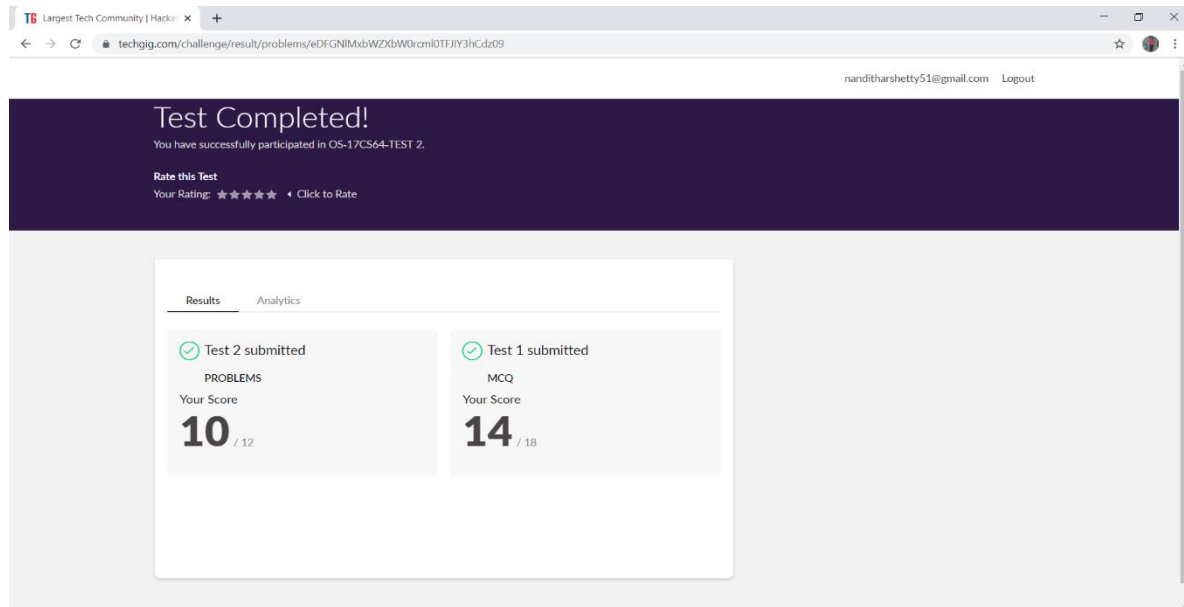 Largest Tech Community | Hacka
techgig.com/challenge/result/problems/
nanditharshetty51@gmail.com Logout
Test Completed!
You have successfully participated in OS-17CS64-TEST 2.
Rate this Test
Your Rating: Click to Rate
Results Analytics
Test 2 submitted
PROBLEMS
Your Score
10 / 12
Test 1 submitted
MCQ
Your Score
14 / 18